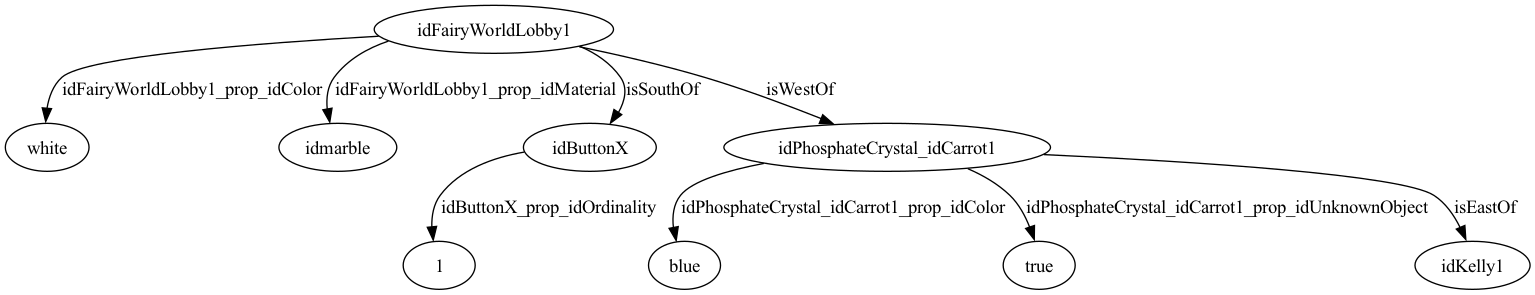 idFairyWorldLobby1
idFairyWorldLobby1_prop_idColor
idFairyWorldLobby1_prop_idMaterial
isSouthOf
isWestOf
white
idmarble
idButtonX
idPhosphateCrystal_idCarrot1
idButtonX_prop_idOrdinality
idPhosphateCrystal_idCarrot1_prop_idColor
idPhosphateCrystal_idCarrot1_prop_idUnknownObject
isEastOf
1
blue
true
idKelly1